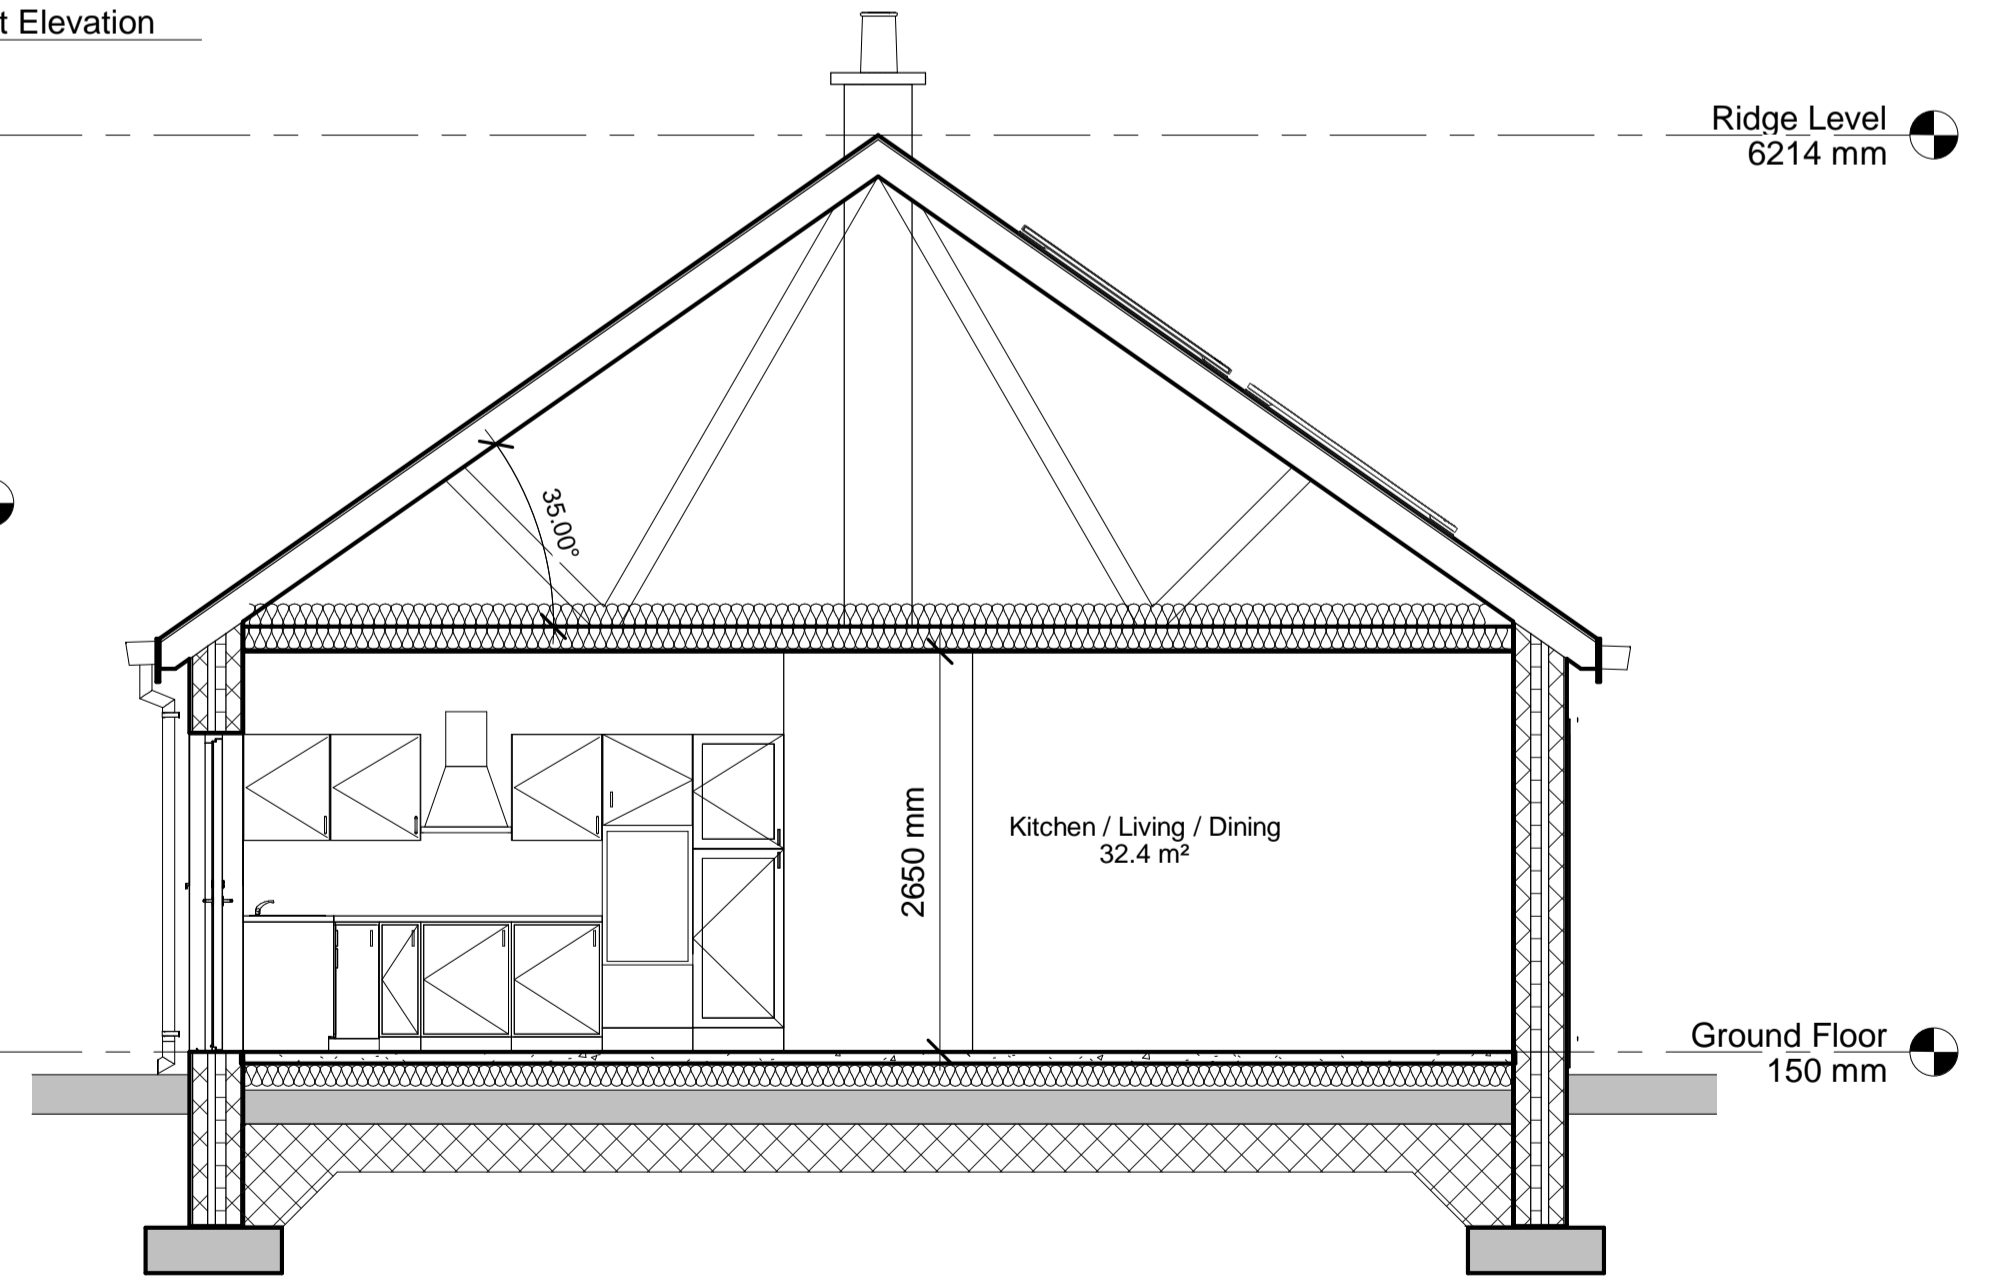 t Elevation
Ridge Level
6214 mm
35.00°
2650 mm
Kitchen / Living / Dining
32.4 m²
Ground Floor
150 mm